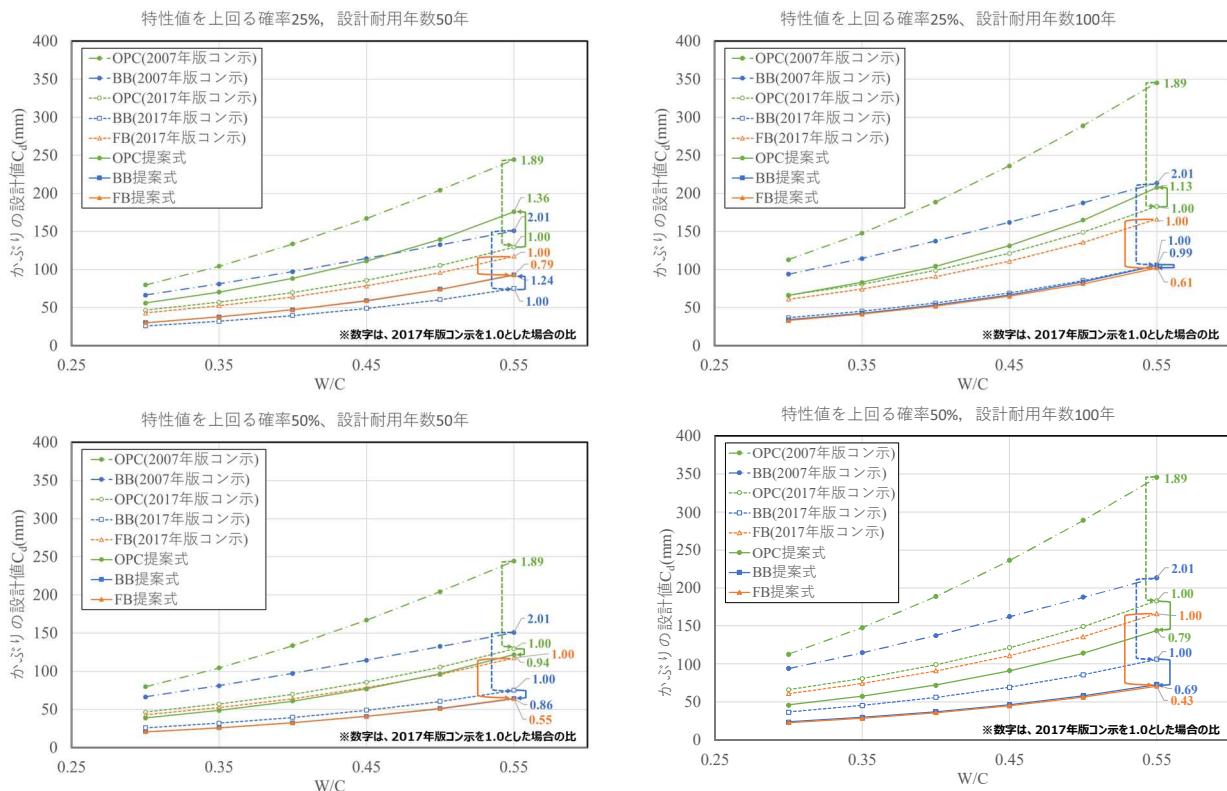 特性値を上回る確率25%, 設計耐用年数50年
かぶりの設計値Cd(mm)
400
350
300
250
200
150
100
50
0
OPC(2007年版コン示)
BB(2007年版コン示)
OPC(2017年版コン示)
BB(2017年版コン示)
FB(2017年版コン示)
OPC提案式
BB提案式
FB提案式
1.89
1.36
2.01
1.00
1.00
0.79
1.24
1.00
※数字は、2017年版コン示を1.0とした場合の比
0.25
0.35
0.45
0.55
W/C
特性値を上回る確率25%、設計耐用年数100年
かぶりの設計値Cd(mm)
400
350
300
250
200
150
100
50
0
OPC(2007年版コン示)
BB(2007年版コン示)
OPC(2017年版コン示)
BB(2017年版コン示)
FB(2017年版コン示)
OPC提案式
BB提案式
FB提案式
1.89
2.01
1.13
1.00
1.00
1.00
0.99
0.61
※数字は、2017年版コン示を1.0とした場合の比
0.25
0.35
0.45
0.55
W/C
特性値を上回る確率50%、設計耐用年数50年
かぶりの設計値Cd(mm)
400
350
300
250
200
150
100
50
0
OPC(2007年版コン示)
BB(2007年版コン示)
OPC(2017年版コン示)
BB(2017年版コン示)
FB(2017年版コン示)
OPC提案式
BB提案式
FB提案式
1.89
2.01
1.00
1.00
0.94
1.00
0.86
0.55
※数字は、2017年版コン示を1.0とした場合の比
0.25
0.35
0.45
0.55
W/C
特性値を上回る確率50%, 設計耐用年数100年
かぶりの設計値Cd(mm)
400
350
300
250
200
150
100
50
0
OPC(2007年版コン示)
BB(2007年版コン示)
OPC(2017年版コン示)
BB(2017年版コン示)
FB(2017年版コン示)
OPC提案式
BB提案式
FB提案式
1.89
2.01
1.00
1.00
0.79
1.00
0.69
0.43
※数字は、2017年版コン示を1.0とした場合の比
0.25
0.35
0.45
0.55
W/C